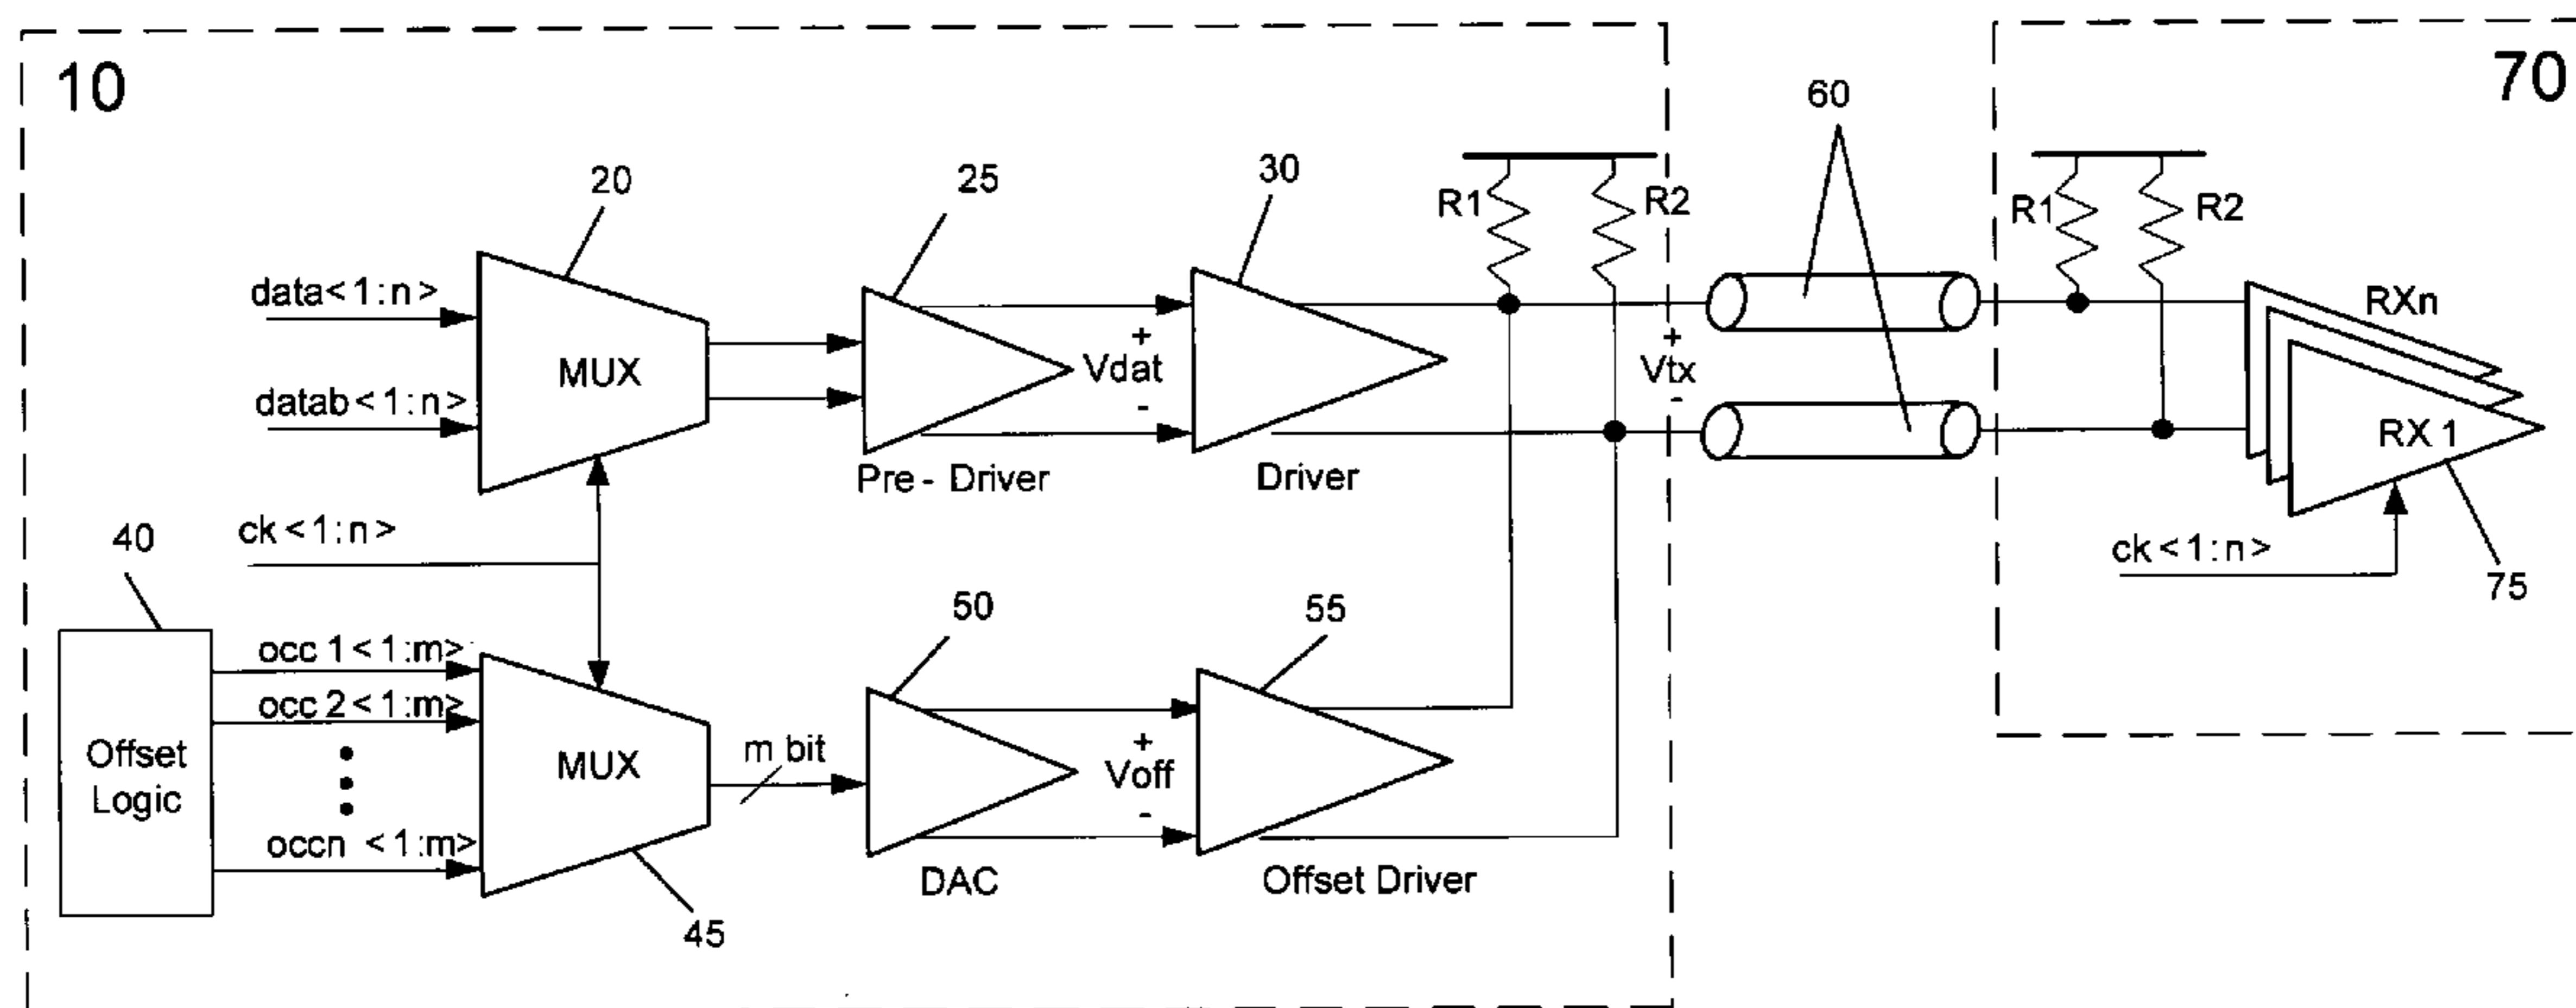 10
70
60
20
25
30
R1
R2
R1
R2
data<1:n>
datab<1:n>
MUX
+
Vdat
-
+
Vtx
-
RXn
RX 1
Pre - Driver
Driver
ck<1:n>
ck<1:n>
75
40
50
55
occ 1<1:m>
occ 2<1:m>
occn <1:m>
Offset
Logic
MUX
m bit
+
Voff
-
DAC
Offset Driver
45